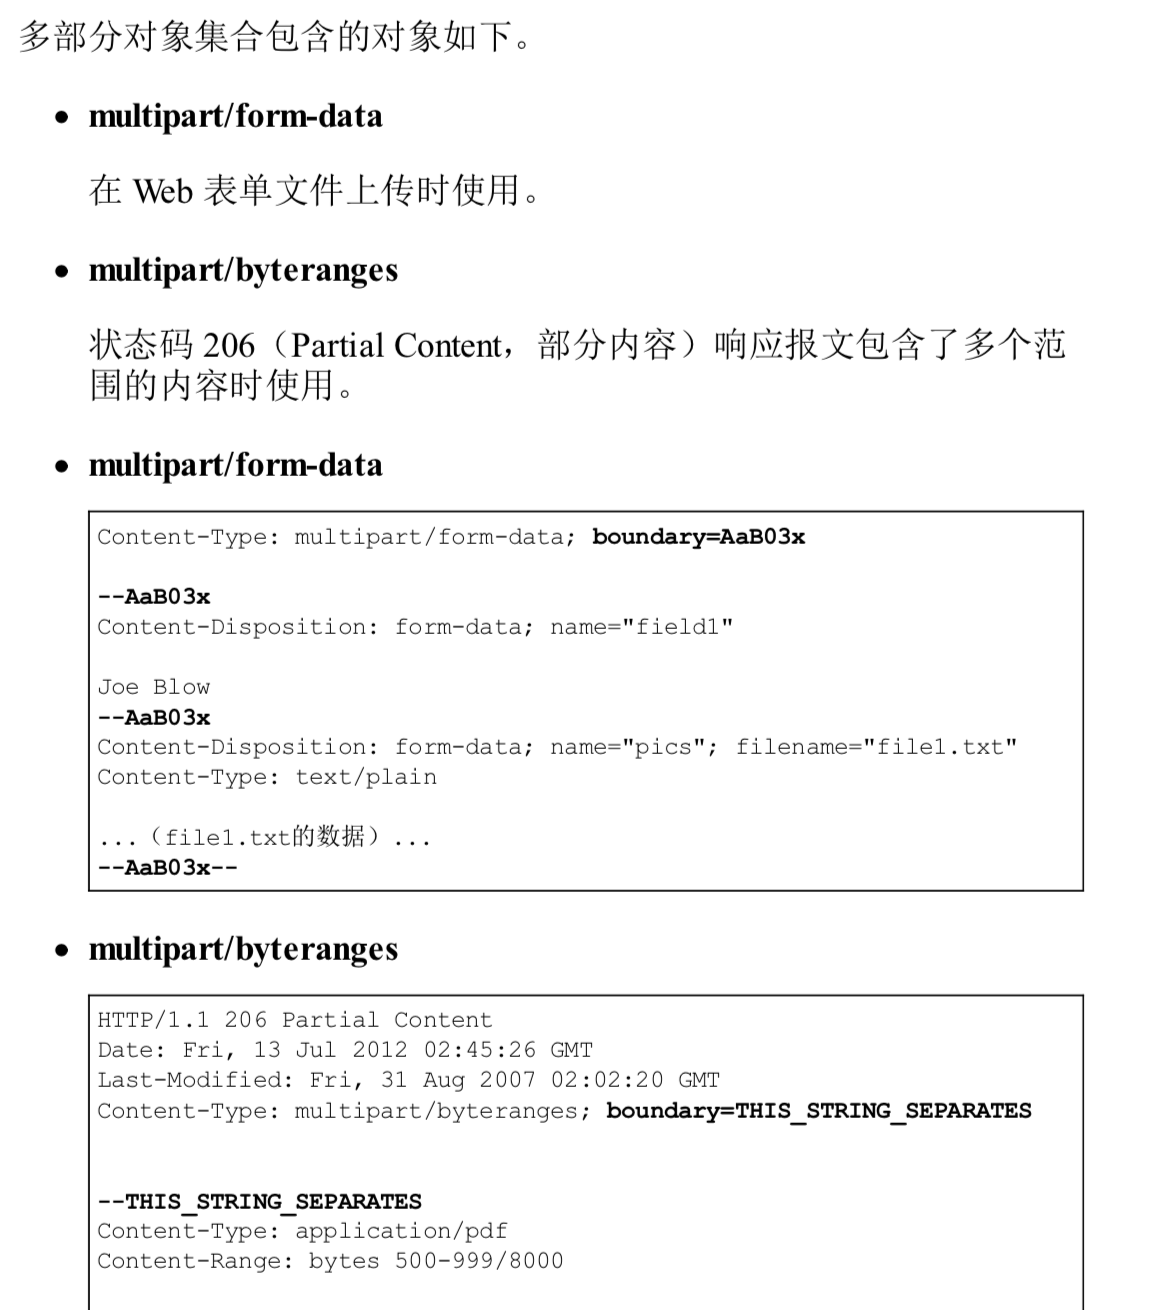 多部分对象集合包含的对象如下。
• multipart/form-data
在 Web 表单文件上传时使用。
• multipart/byteranges
状态码 206（Partial Content，部分内容）响应报文包含了多个范
围的内容时使用。
• multipart/form-data
Content-Type: multipart/form-data; boundary=AaB03x
--AaB03x
Content-Disposition: form-data; name="field1"
Joe Blow
--AaB03x
Content-Disposition: form-data; name="pics"; filename="file1.txt"
Content-Type: text/plain
...（file1.txt的数据）...
--AaB03x--
• multipart/byteranges
HTTP/1.1 206 Partial Content
Date: Fri, 13 Jul 2012 02:45:26 GMT
Last-Modified: Fri, 31 Aug 2007 02:02:20 GMT
Content-Type: multipart/byteranges; boundary=THIS_STRING_SEPARATES
--THIS_STRING_SEPARATES
Content-Type: application/pdf
Content-Range: bytes 500-999/8000